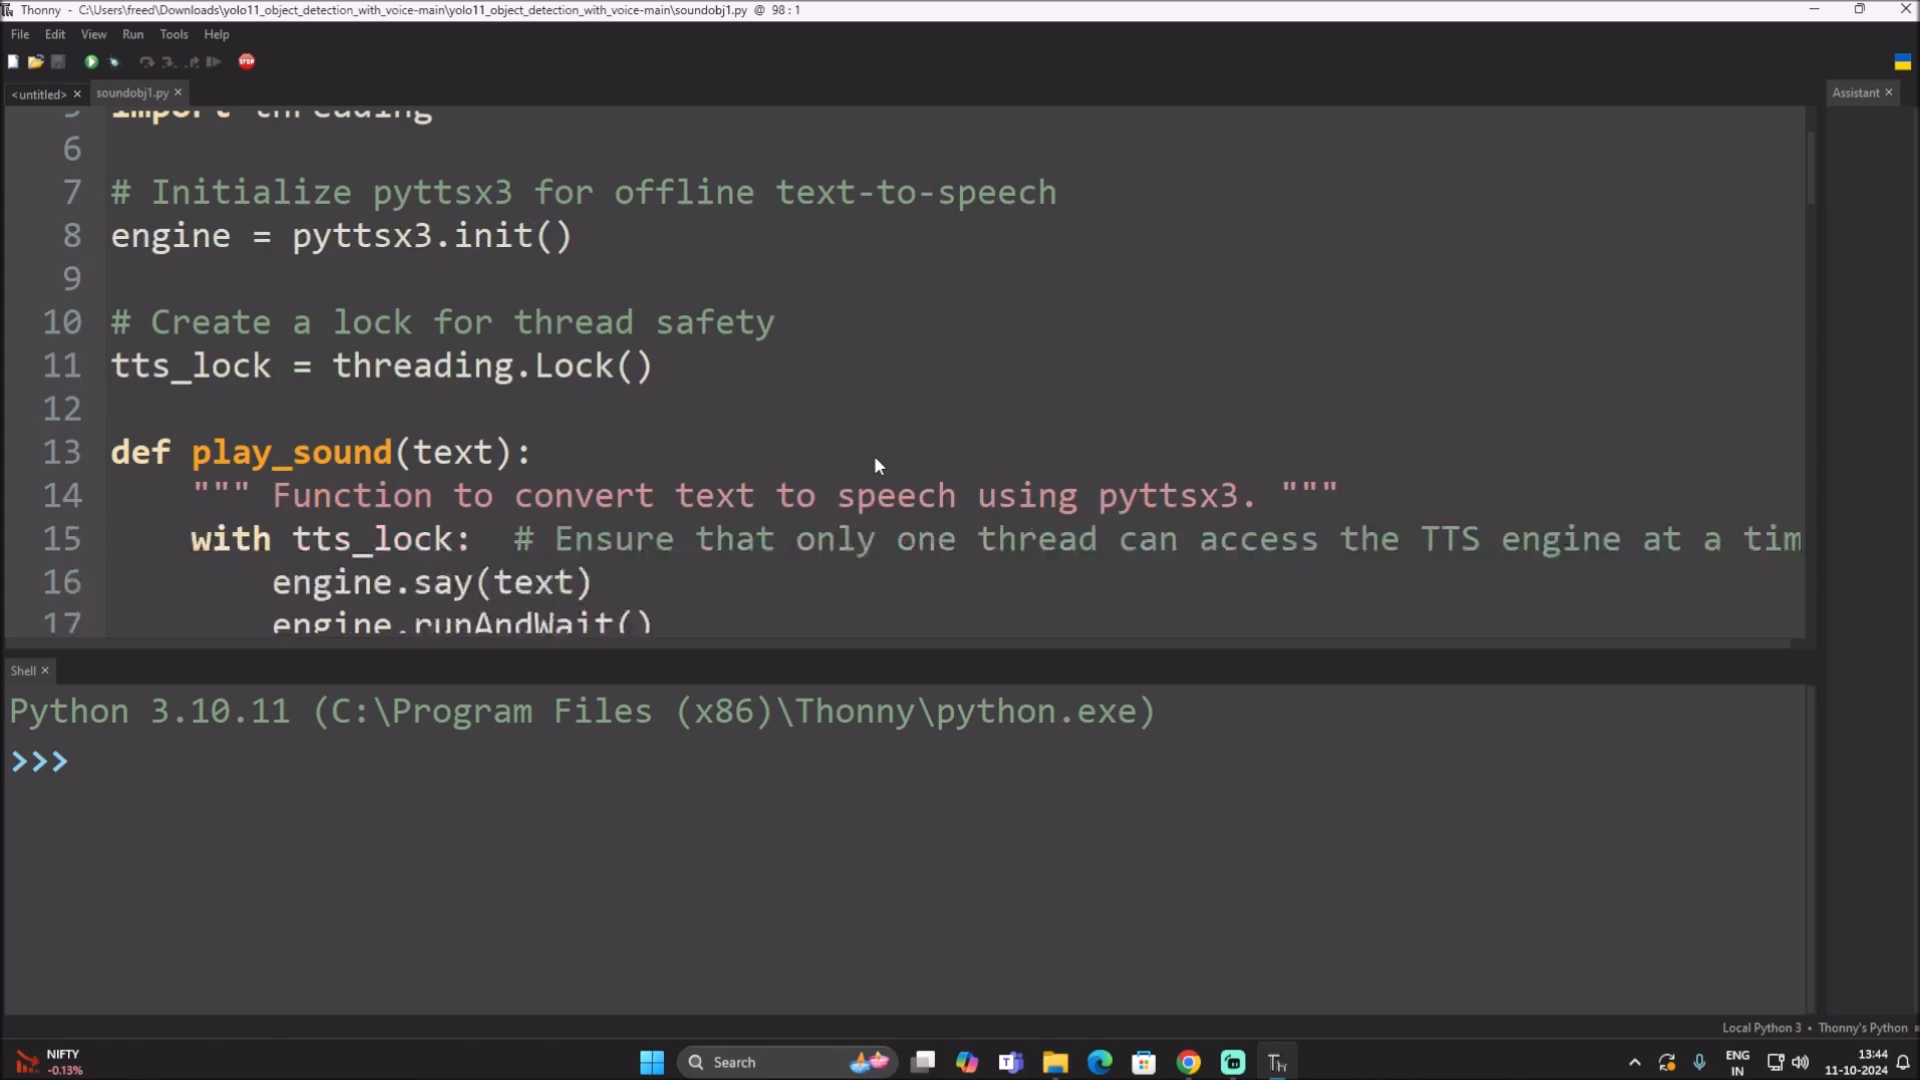 Thonny - C:\Users\freed\Downloads\yolo11_object_detection_with_voice-main\yolo11_object_detection_with_voice-main\soundobj1.py @ 98 : 1
File Edit View Run Tools Help
STOP
<untitled> × soundobj1.py ×
Assistant ×
5 import threading
6
7 # Initialize pyttsx3 for offline text-to-speech
8 engine = pyttsx3.init()
9
10 # Create a lock for thread safety
11 tts_lock = threading.Lock()
12
13 def play_sound(text):
14 """ Function to convert text to speech using pyttsx3. """
15 with tts_lock: # Ensure that only one thread can access the TTS engine at a tim
16 engine.say(text)
17 engine.runAndWait()
Shell ×
Python 3.10.11 (C:\Program Files (x86)\Thonny\python.exe)
>>>
Local Python 3 • Thonny's Python
NIFTY
-0.13%
Search
ENG
IN
13:44
11-10-2024